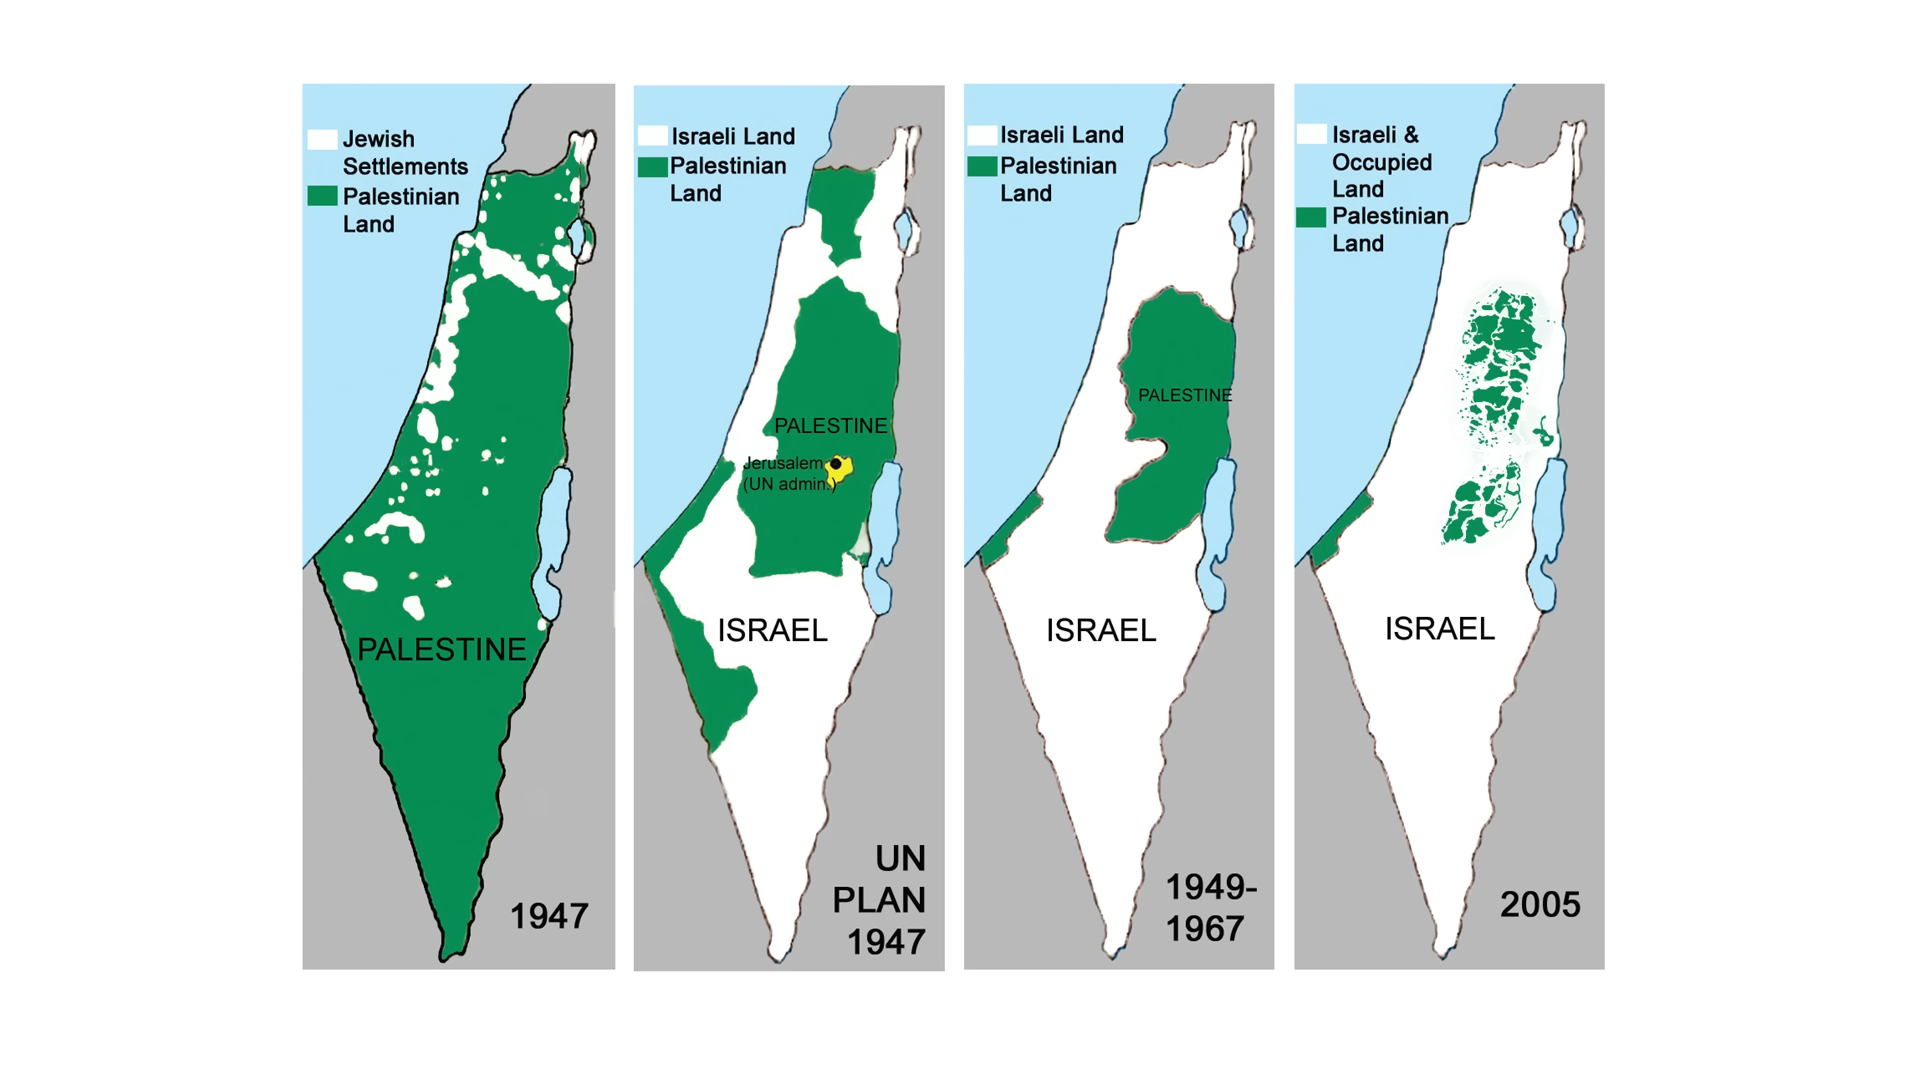 Jewish
Settlements
Palestinian
Land
PALESTINE
1947
Israeli Land
Palestinian
Land
PALESTINE
Jerusalem
(UN admin.)
ISRAEL
UN
PLAN
1947
Israeli Land
Palestinian
Land
PALESTINE
ISRAEL
1949-
1967
Israeli &
Occupied
Land
Palestinian
Land
ISRAEL
2005